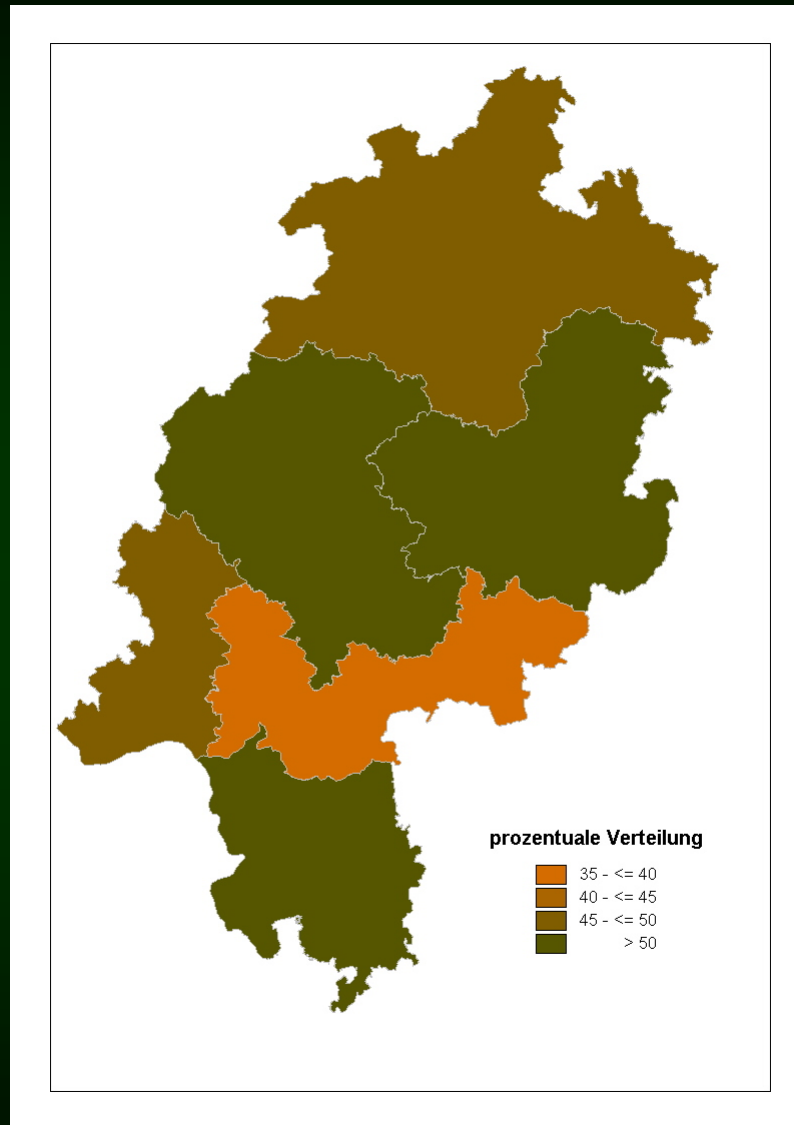 prozentuale Verteilung
35 - <= 40
40 - <= 45
45 - <= 50
> 50